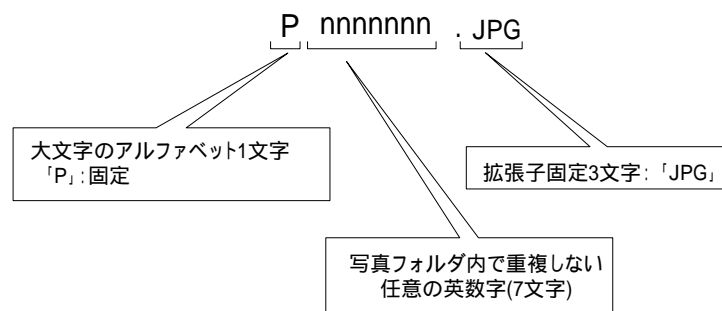 P nnnnnnn . JPG
大文字のアルファベット1文字
「P」:固定
拡張子固定3文字:「JPG」
写真フォルダ内で重複しない
任意の英数字(7文字)